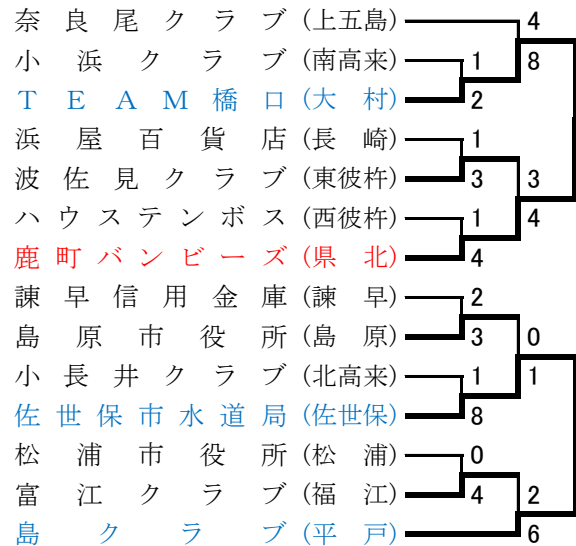 奈良尾クラブ(上五島) 4
小浜クラブ(南高来) 1 8
TEAM橋口(大村) 2
浜屋百貨店(長崎) 1
波佐見クラブ(東彼杵) 3 3
ハウステンボス(西彼杵) 1 4
鹿町バンビーズ(県北) 4
諫早信用金庫(諫早) 2
島原市役所(島原) 3 0
小長井クラブ(北高来) 1 1
佐世保市水道局(佐世保) 8
松浦市役所(松浦) 0
富江クラブ(福江) 4 2
島クラブ(平戸) 6